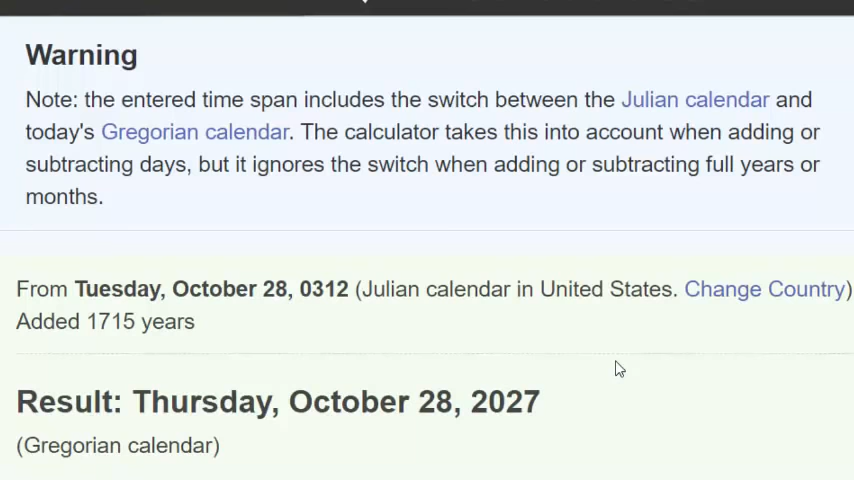 Warning
Note: the entered time span includes the switch between the Julian calendar and
today's Gregorian calendar. The calculator takes this into account when adding or
subtracting days, but it ignores the switch when adding or subtracting full years or
months.
From Tuesday, October 28, 0312 (Julian calendar in United States. Change Country)
Added 1715 years
Result: Thursday, October 28, 2027
(Gregorian calendar)